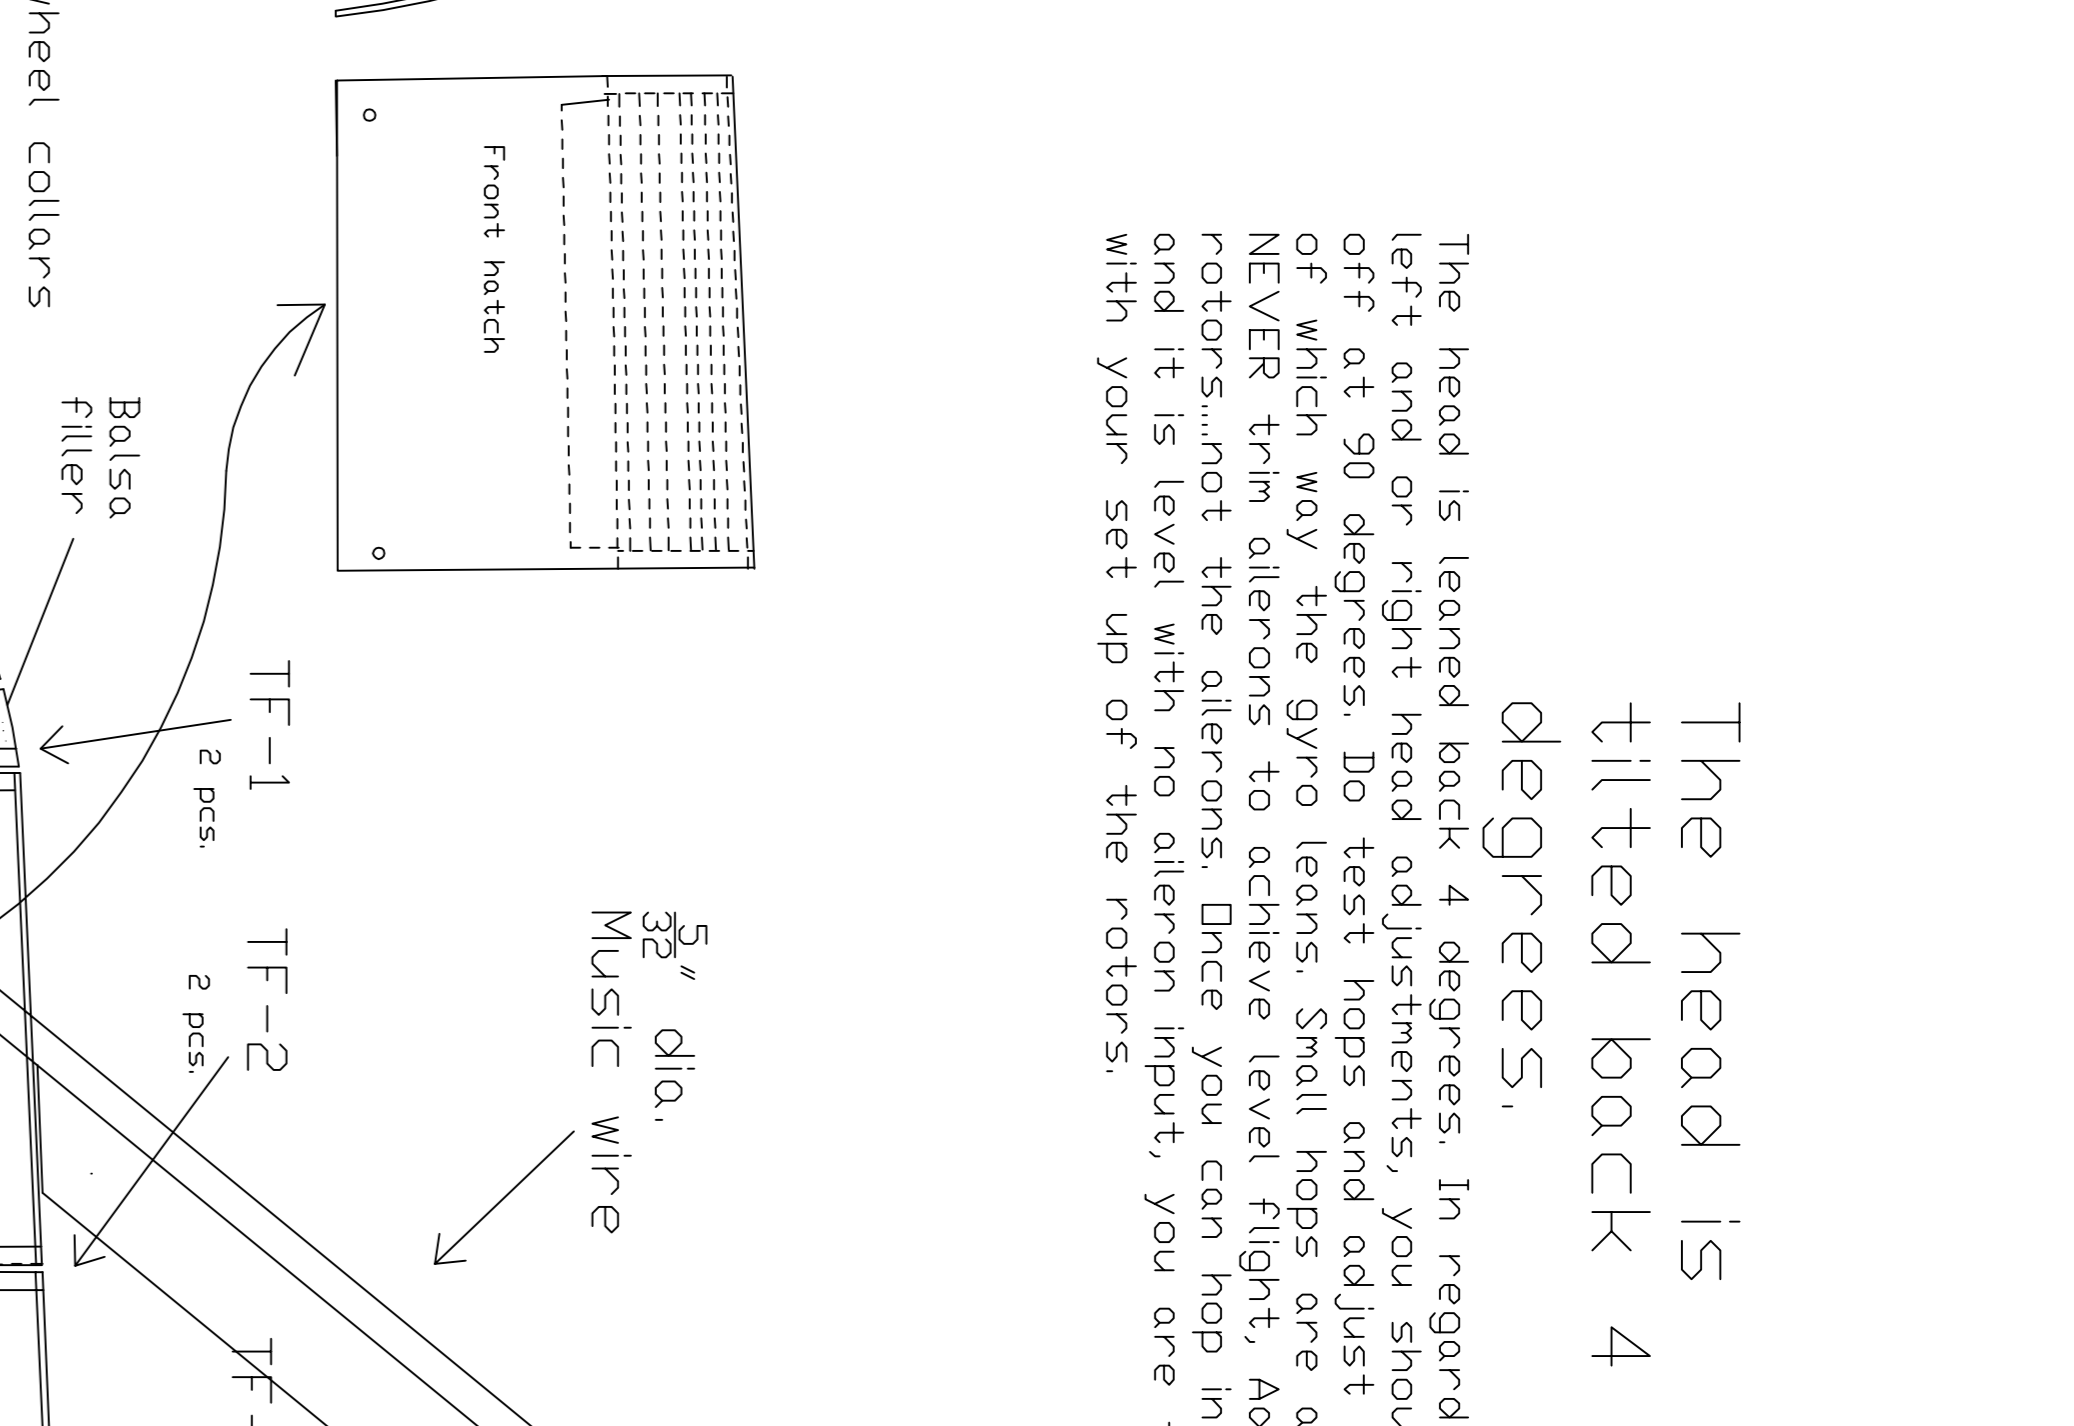 The head is
tilted back 4
degrees.
The head is leaned back 4 degrees. In regard
left and or right head adjustments, you
off at 90 degrees. Do test hops and adjust
of which way the gyro leans. Small hops are
NEVER trim ailerons to achieve level flight,
rotors...not the ailerons. Once you can hop in
and it is level with no aileron input, you are
with your set up of the rotors.
Front hatch
wheel collars
Balsa
filler
TF-1
2 pcs.
TF-2
2 pcs.
5/32" dia.
Music wire
TF-